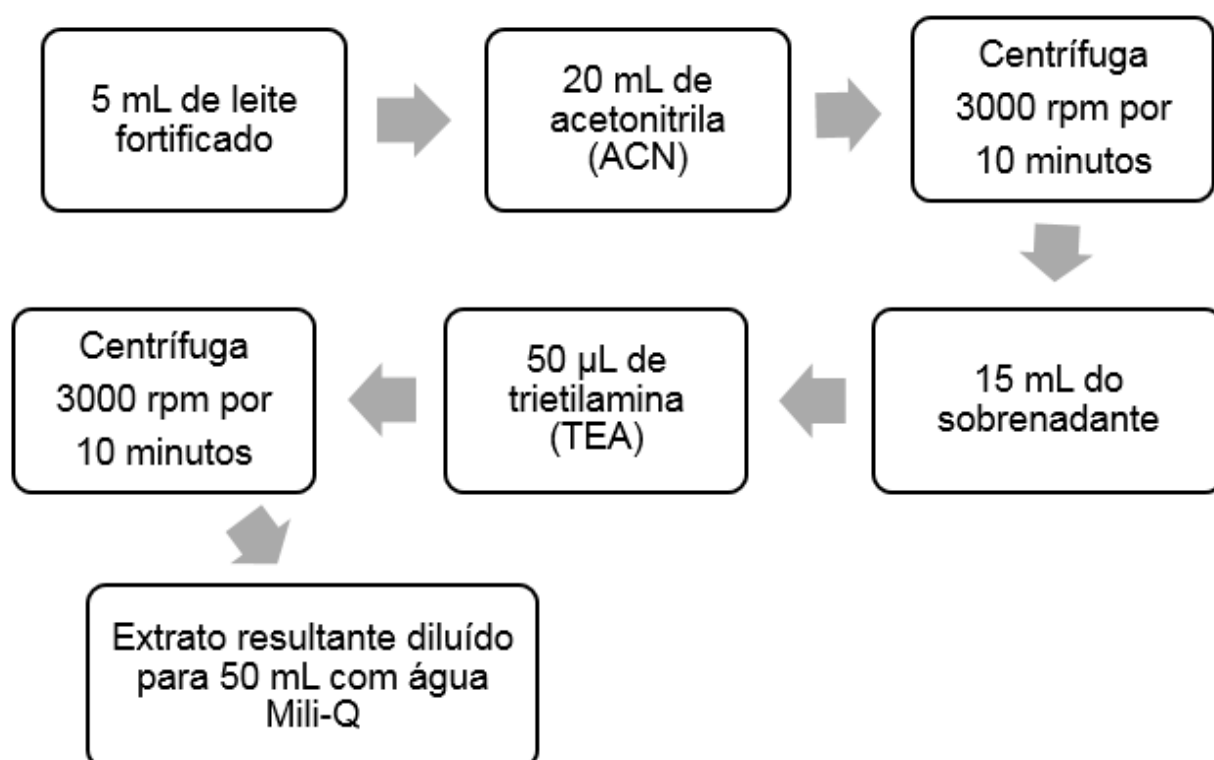 5 mL de leite
fortificado
20 mL de
acetonitrila
(ACN)
Centrífuga
3000 rpm por
10 minutos
15 mL do
sobrenadante
50 µL de
trietilamina
(TEA)
Centrífuga
3000 rpm por
10 minutos
Extrato resultante diluído
para 50 mL com água
Mili-Q